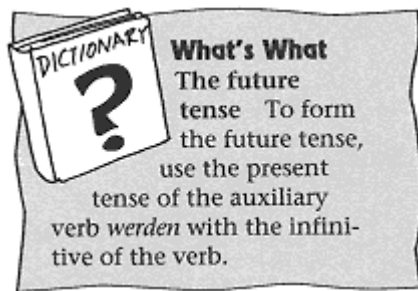 DICTIONARY
?
What's What
The future
tense To form
the future tense,
use the present
tense of the auxiliary
verb werden with the infini-
tive of the verb.